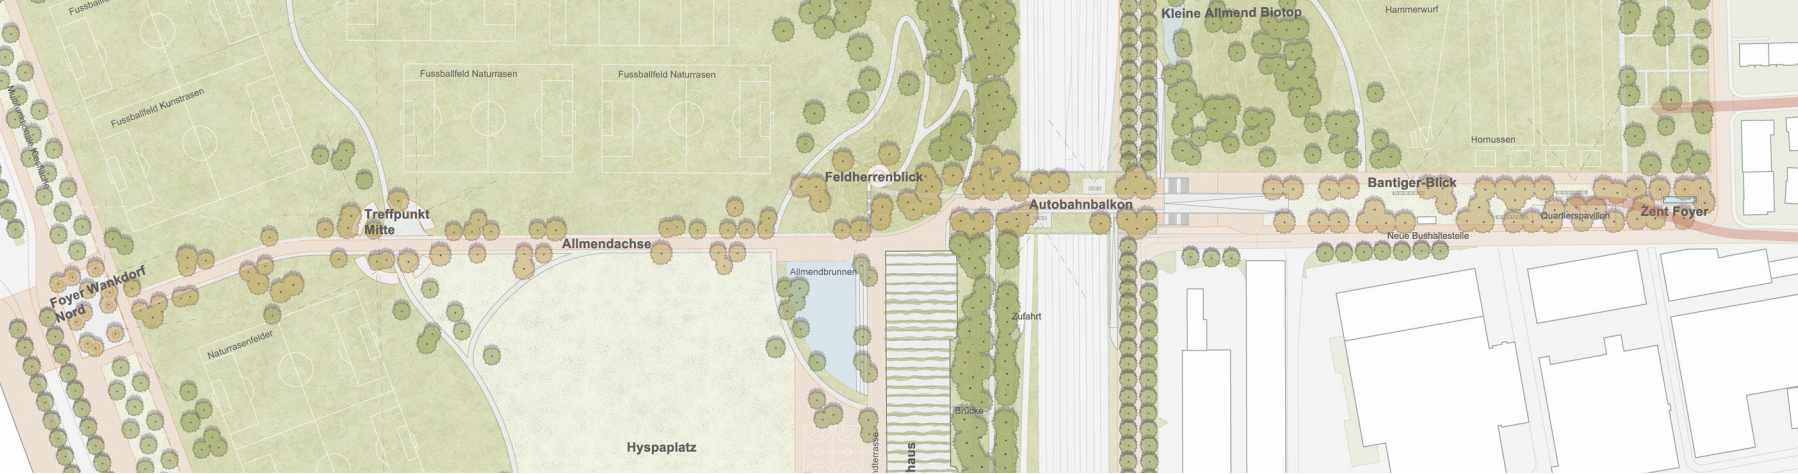 Fussballfeld
Kleine Allmend Biotop
Hammerwurf
Fussballfeld Naturrasen
Fussballfeld Naturrasen
Fussballfeld Kunstrasen
Hornussen
Feldherrenblick
Bantiger-Blick
Autobahnbalkon
Quartierspavillon
Zent Foyer
Treffpunkt
Mitte
Allmendachse
Neue Bushaltestelle
Foyer Wankdorf
Nord
Allmendbrunnen
Zufahrt
Naturrasenfelder
Brücke
Hyspaplatz
haus